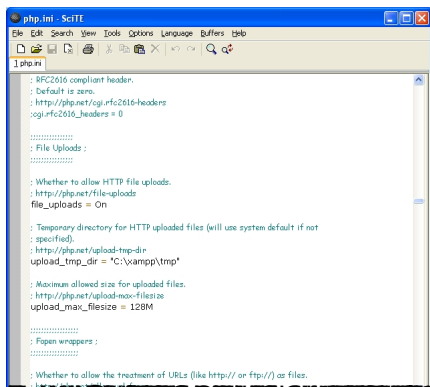 php.ini - SciTE
File Edit Search View Tools Options Language Buffers Help
1 php.ini
; RFC2616 compliant header.
; Default is zero.
; http://php.net/cgi.rfc2616-headers
;cgi.rfc2616_headers = 0
;;;;;;;;;;;;;;;;
; File Uploads ;
;;;;;;;;;;;;;;;;
; Whether to allow HTTP file uploads.
; http://php.net/file-uploads
file_uploads = On
; Temporary directory for HTTP uploaded files (will use system default if not
; specified).
; http://php.net/upload-tmp-dir
upload_tmp_dir = "C:\xampp\tmp"
; Maximum allowed size for uploaded files.
; http://php.net/upload-max-filesize
upload_max_filesize = 128M
;;;;;;;;;;;;;;;;;;
; Fopen wrappers ;
;;;;;;;;;;;;;;;;;;
; Whether to allow the treatment of URLs (like http:// or ftp://) as files.